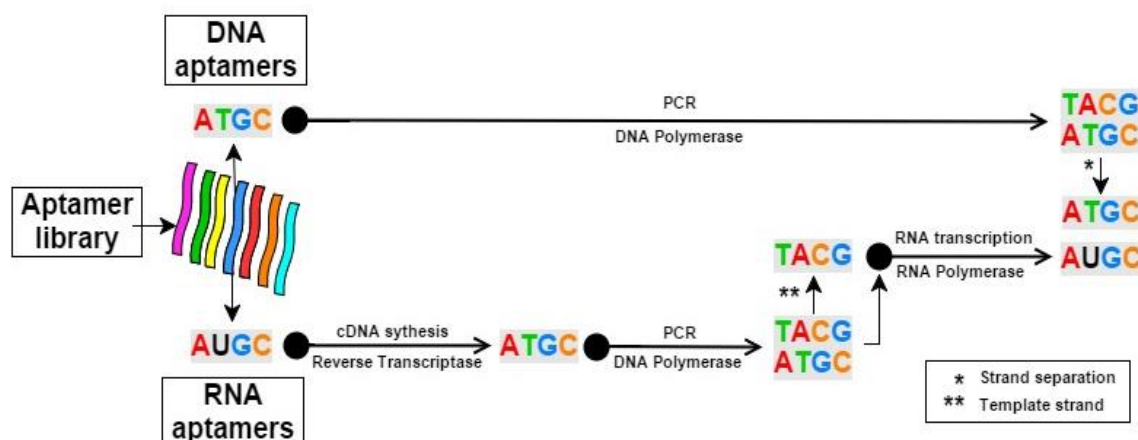 DNA
aptamers
ATGC
PCR
DNA Polymerase
TACG
ATGC
*
ATGC
Aptamer
library
RNA transcription
RNA Polymerase
AUGC
TACG
**
AUGC
cDNA sythesis
Reverse Transcriptase
ATGC
PCR
DNA Polymerase
TACG
ATGC
RNA
aptamers
* Strand separation
** Template strand